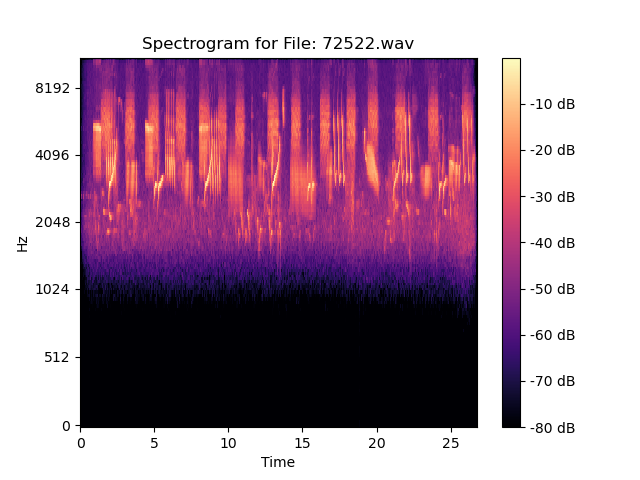 Spectrogram for File: 72522.wav
8192
4096
2048
1024
512
0
Hz
0 5 10 15 20 25
Time
-10 dB
-20 dB
-30 dB
-40 dB
-50 dB
-60 dB
-70 dB
-80 dB